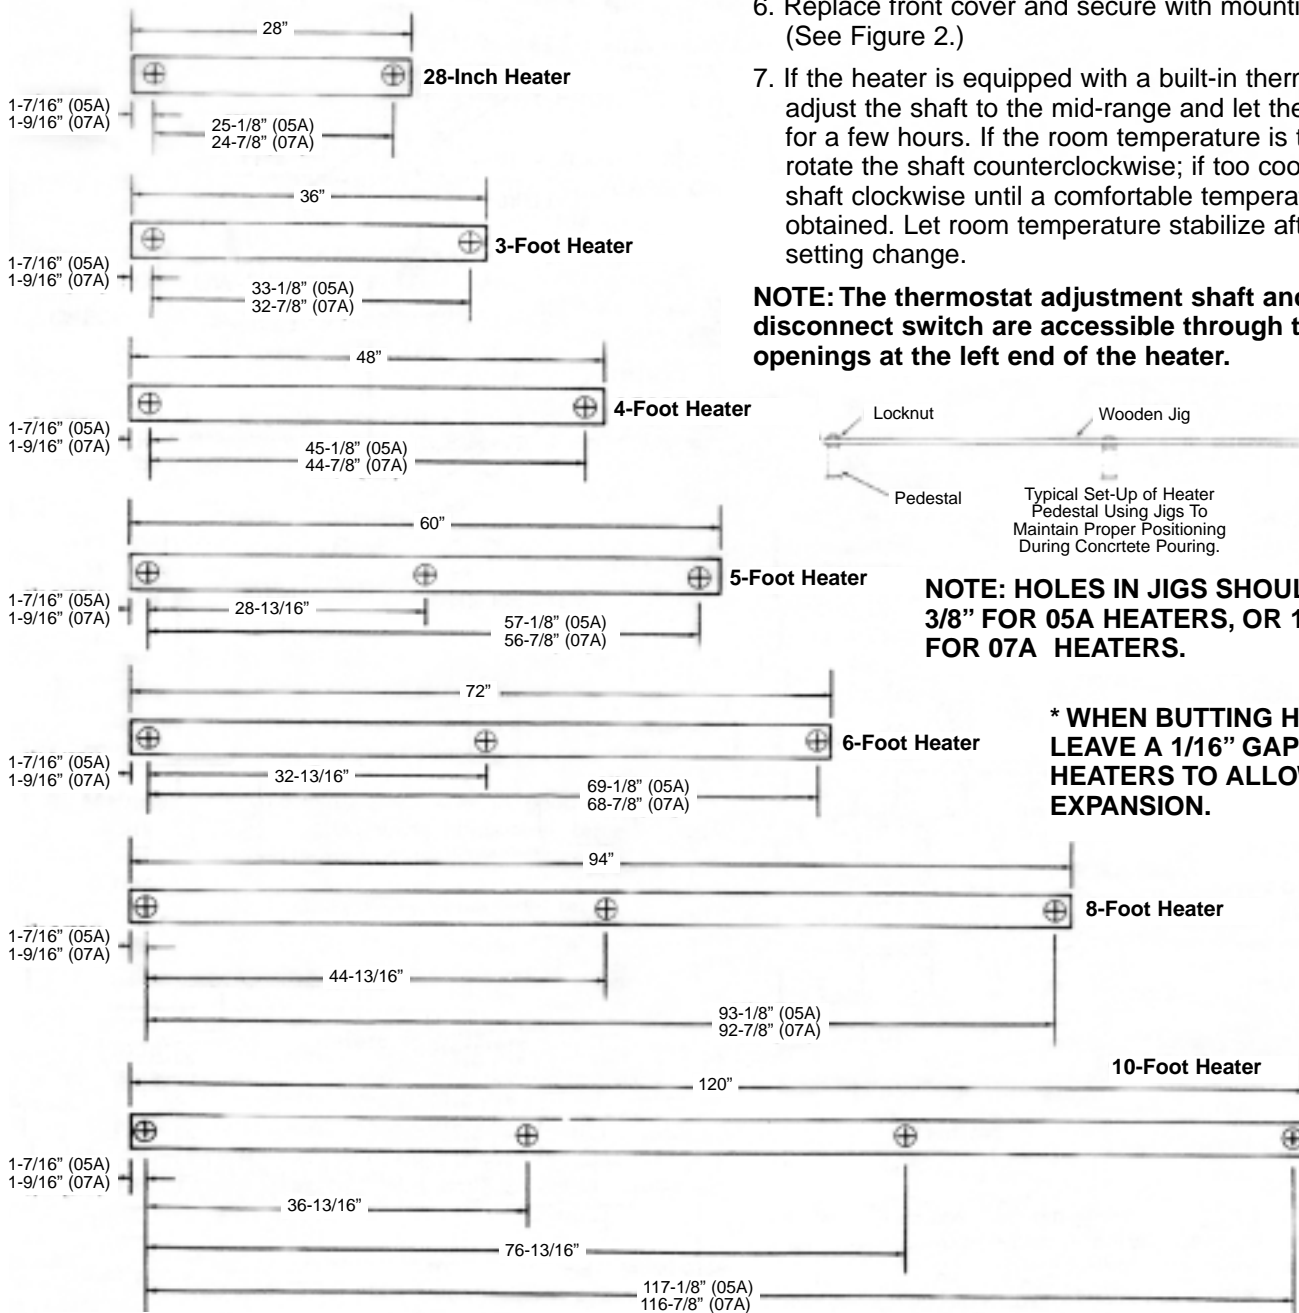 28”
28-Inch Heater
1-7/16” (05A)
1-9/16” (07A)
25-1/8” (05A)
24-7/8” (07A)
36”
3-Foot Heater
1-7/16” (05A)
1-9/16” (07A)
33-1/8” (05A)
32-7/8” (07A)
48”
4-Foot Heater
1-7/16” (05A)
1-9/16” (07A)
45-1/8” (05A)
44-7/8” (07A)
60”
5-Foot Heater
1-7/16” (05A)
1-9/16” (07A)
28-13/16”
57-1/8” (05A)
56-7/8” (07A)
72”
6-Foot Heater
1-7/16” (05A)
1-9/16” (07A)
32-13/16”
69-1/8” (05A)
68-7/8” (07A)
94”
8-Foot Heater
1-7/16” (05A)
1-9/16” (07A)
44-13/16”
93-1/8” (05A)
92-7/8” (07A)
10-Foot Heater
120”
1-7/16” (05A)
1-9/16” (07A)
36-13/16”
76-13/16”
117-1/8” (05A)
116-7/8” (07A)
6. Replace front cover and secure with
(See Figure 2.)
7. If the heater is equipped with a built-in
adjust the shaft to the mid-range and let
for a few hours. If the room temperature is
rotate the shaft counterclockwise; if too
shaft clockwise until a comfortable
obtained. Let room temperature stabilize
setting change.
NOTE: The thermostat adjustment shaft
disconnect switch are accessible through
openings at the left end of the heater.
Locknut
Wooden Jig
Pedestal
Typical Set-Up of Heater
Pedestal Using Jigs To
Maintain Proper Positioning
During Concrtete Pouring.
NOTE: HOLES IN JIGS
3/8” FOR 05A HEATERS, OR
FOR 07A HEATERS.
* WHEN BUTTING
LEAVE A 1/16” GAP
HEATERS TO
EXPANSION.